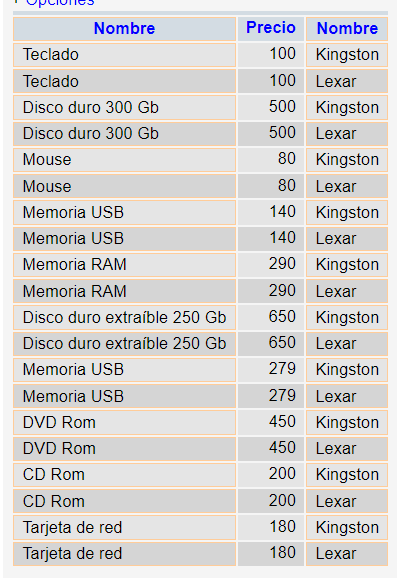 + Opciones
Nombre Precio Nombre
Teclado 100 Kingston
Teclado 100 Lexar
Disco duro 300 Gb 500 Kingston
Disco duro 300 Gb 500 Lexar
Mouse 80 Kingston
Mouse 80 Lexar
Memoria USB 140 Kingston
Memoria USB 140 Lexar
Memoria RAM 290 Kingston
Memoria RAM 290 Lexar
Disco duro extraíble 250 Gb 650 Kingston
Disco duro extraíble 250 Gb 650 Lexar
Memoria USB 279 Kingston
Memoria USB 279 Lexar
DVD Rom 450 Kingston
DVD Rom 450 Lexar
CD Rom 200 Kingston
CD Rom 200 Lexar
Tarjeta de red 180 Kingston
Tarjeta de red 180 Lexar